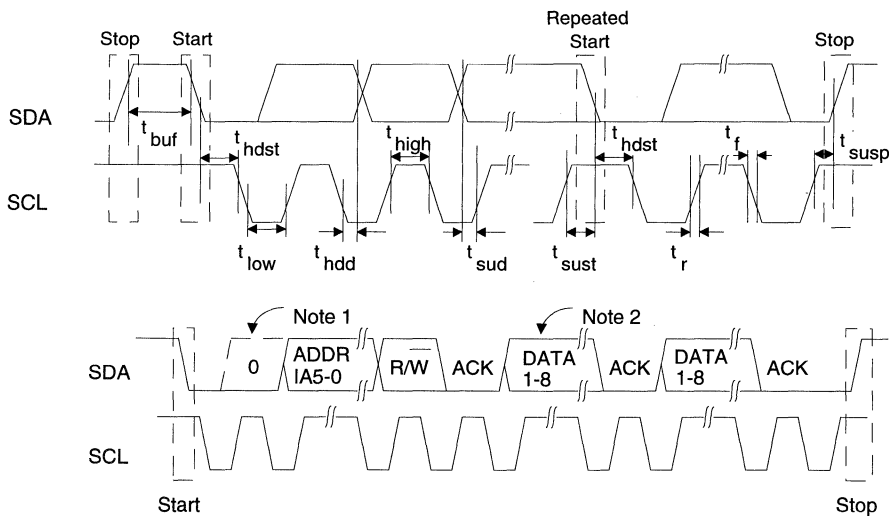 Repeated
Stop Start Start Stop
SDA
t buf t hdst t high t hdst t f t susp
SCL
t low t hdd t sud t sust t r
Note 1 Note 2
SDA 0 ADDR IA5-0 R/W ACK DATA 1-8 ACK DATA 1-8 ACK
SCL
Start Stop